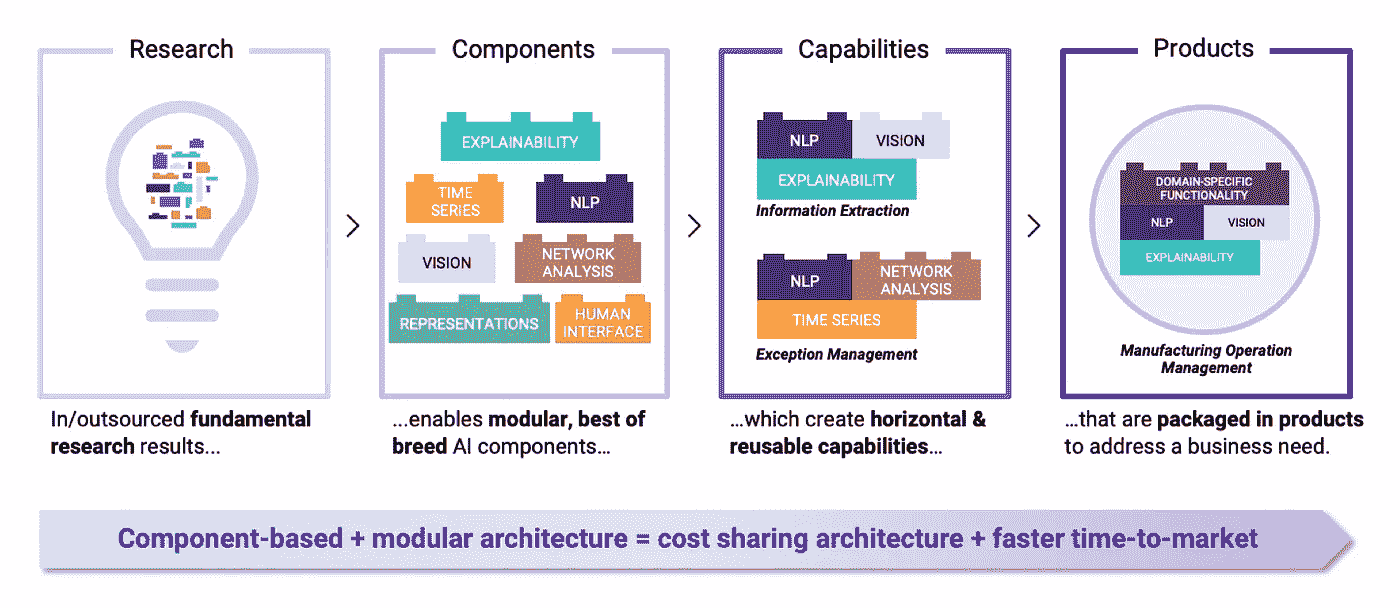 Research
EXPLAINABILITY
TIME
SERIES
NLP
VISION
NETWORK
ANALYSIS
REPRESENTATIONS
HUMAN
INTERFACE
Components
NLP
VISION
EXPLAINABILITY
Information Extraction
NLP
NETWORK
ANALYSIS
TIME SERIES
Exception Management
Capabilities
Products
DOMAIN-SPECIFIC
FUNCTIONALITY
NLP
VISION
EXPLAINABILITY
Manufacturing Operation
Management
In/outsourced fundamental
research results...
...enables modular, best of
breed AI components...
...which create horizontal &
reusable capabilities...
...that are packaged in products
to address a business need.
Component-based + modular architecture = cost sharing architecture + faster time-to-market